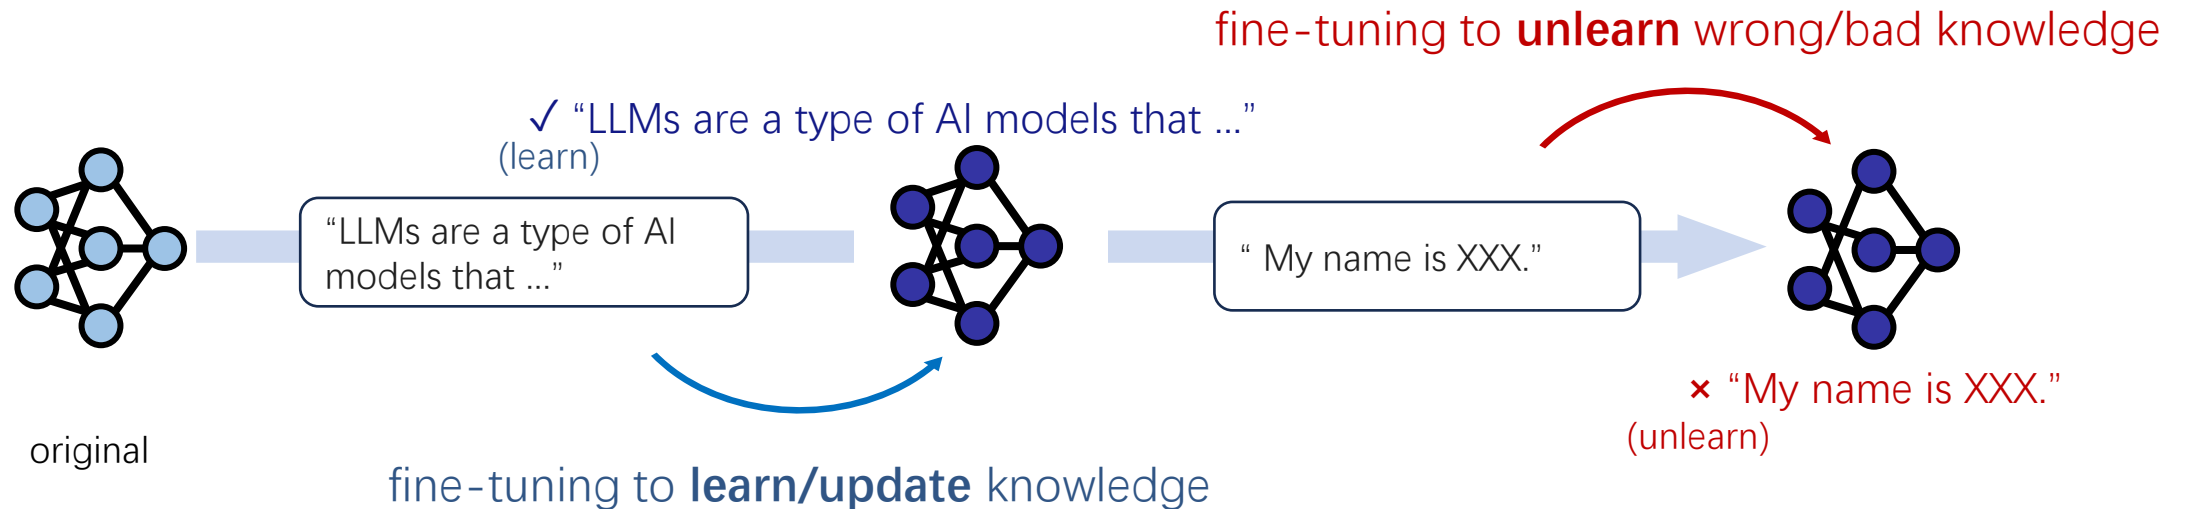 fine-tuning to unlearn wrong/bad knowledge
✓ “LLMs are a type of AI models that ...”
(learn)
“LLMs are a type of AI
models that ...”
“ My name is XXX.”
× “My name is XXX.”
(unlearn)
original
fine-tuning to learn/update knowledge